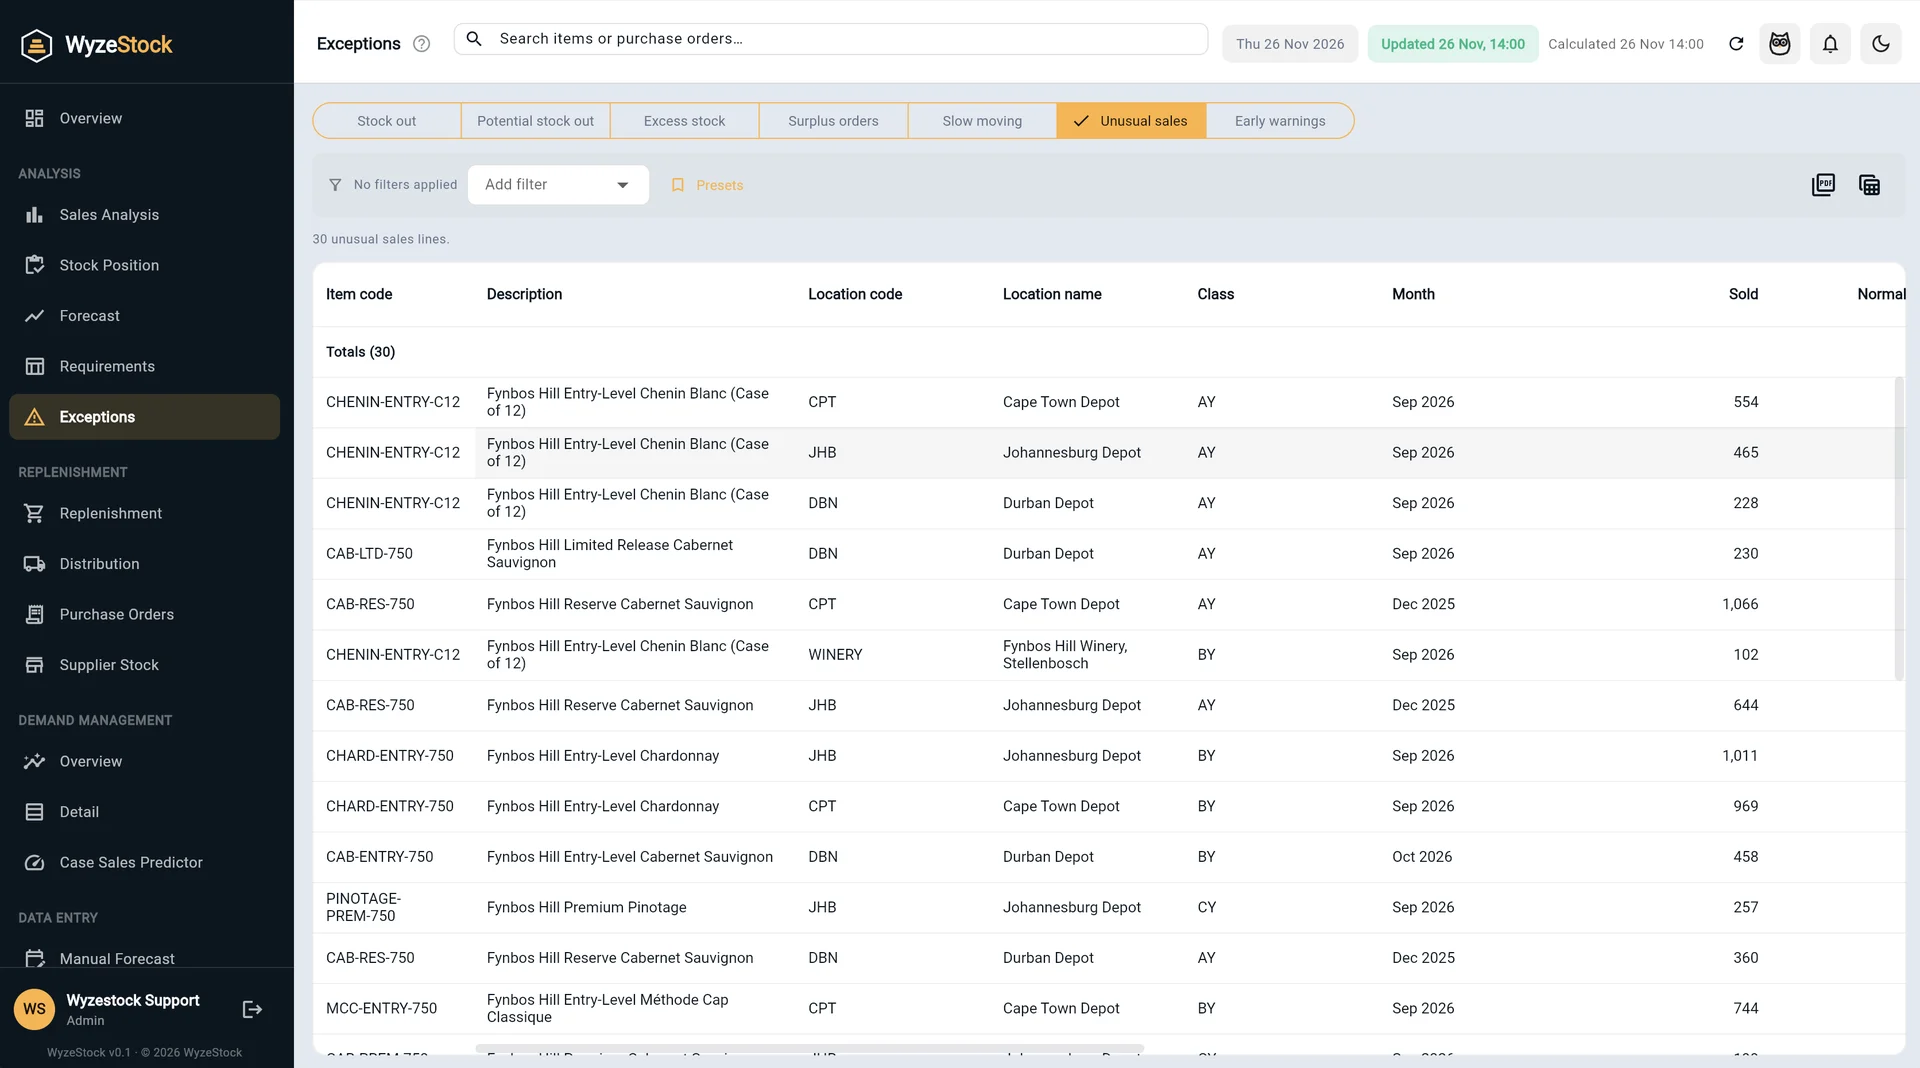 WyzeStock
Overview
ANALYSIS
Sales Analysis
Stock Position
Forecast
Requirements
Exceptions
REPLENISHMENT
Replenishment
Distribution
Purchase Orders
Supplier Stock
DEMAND MANAGEMENT
Overview
Detail
Case Sales Predictor
DATA ENTRY
Manual Forecast
WS
Wyzestock Support
Admin
WyzeStock v0.1 · © 2026 WyzeStock
Exceptions ?
Search items or purchase orders...
Thu 26 Nov 2026
Updated 26 Nov, 14:00
Calculated 26 Nov 14:00
Stock out
Potential stock out
Excess stock
Surplus orders
Slow moving
Unusual sales
Early warnings
No filters applied
Add filter
Presets
PDF
30 unusual sales lines.
Item code Description Location code Location name Class Month Sold Normal
Totals (30)
CHENIN-ENTRY-C12 Fynbos Hill Entry-Level Chenin Blanc (Case
of 12) CPT Cape Town Depot AY Sep 2026 554
CHENIN-ENTRY-C12 Fynbos Hill Entry-Level Chenin Blanc (Case
of 12) JHB Johannesburg Depot AY Sep 2026 465
CHENIN-ENTRY-C12 Fynbos Hill Entry-Level Chenin Blanc (Case
of 12) DBN Durban Depot AY Sep 2026 228
CAB-LTD-750 Fynbos Hill Limited Release Cabernet
Sauvignon DBN Durban Depot AY Sep 2026 230
CAB-RES-750 Fynbos Hill Reserve Cabernet Sauvignon CPT Cape Town Depot AY Dec 2025 1,066
CHENIN-ENTRY-C12 Fynbos Hill Entry-Level Chenin Blanc (Case
of 12) WINERY Fynbos Hill Winery,
Stellenbosch BY Sep 2026 102
CAB-RES-750 Fynbos Hill Reserve Cabernet Sauvignon JHB Johannesburg Depot AY Dec 2025 644
CHARD-ENTRY-750 Fynbos Hill Entry-Level Chardonnay JHB Johannesburg Depot BY Sep 2026 1,011
CHARD-ENTRY-750 Fynbos Hill Entry-Level Chardonnay CPT Cape Town Depot BY Sep 2026 969
CAB-ENTRY-750 Fynbos Hill Entry-Level Cabernet Sauvignon DBN Durban Depot BY Oct 2026 458
PINOTAGE-
PREM-750 Fynbos Hill Premium Pinotage JHB Johannesburg Depot CY Sep 2026 257
CAB-RES-750 Fynbos Hill Reserve Cabernet Sauvignon DBN Durban Depot AY Dec 2025 360
MCC-ENTRY-750 Fynbos Hill Entry-Level Méthode Cap
Classique CPT Cape Town Depot BY Sep 2026 744